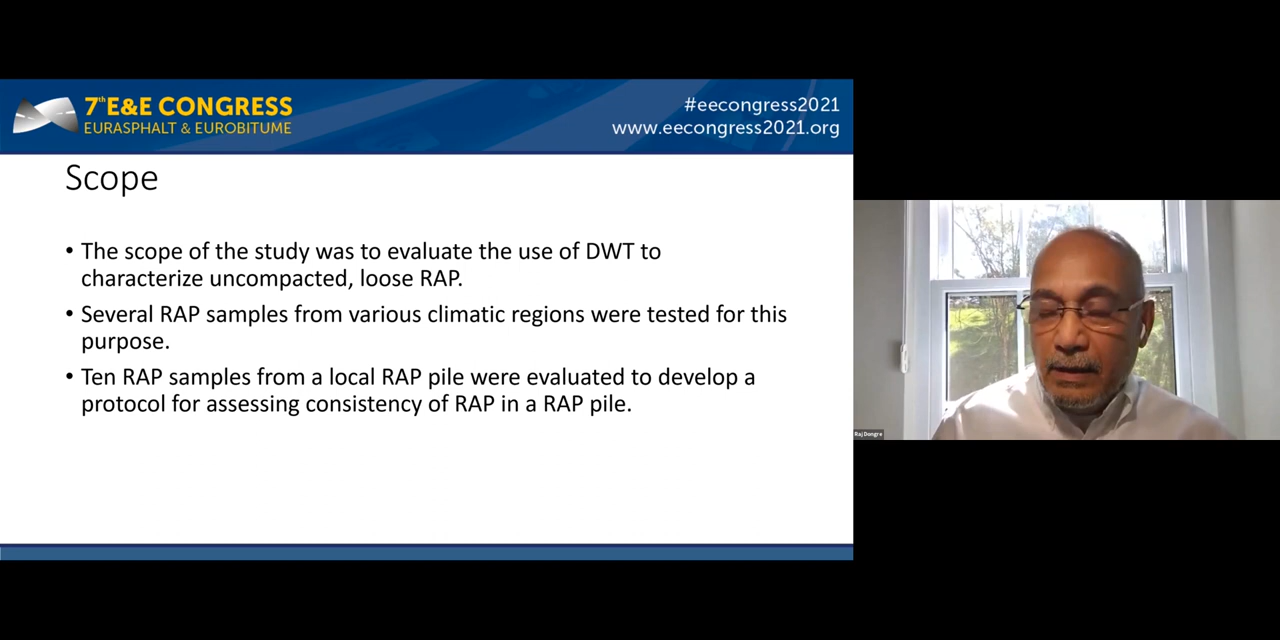 7th E&E CONGRESS
EURASPHALT & EUROBITUME
#eecongress2021
www.eecongress2021.org
Scope
• The scope of the study was to evaluate the use of DWT to
characterize uncompacted, loose RAP.
• Several RAP samples from various climatic regions were tested for this
purpose.
• Ten RAP samples from a local RAP pile were evaluated to develop a
protocol for assessing consistency of RAP in a RAP pile.
Raj Dongre